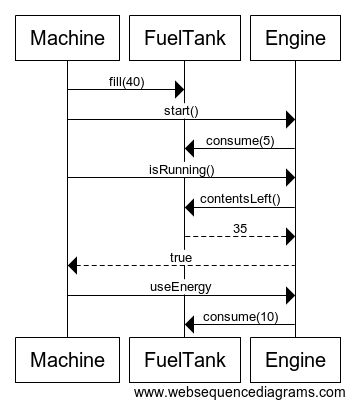 Machine FuelTank Engine
fill(40)
start()
consume(5)
isRunning()
contentsLeft()
35
true
useEnergy
consume(10)
Machine FuelTank Engine
www.websequencediagrams.com